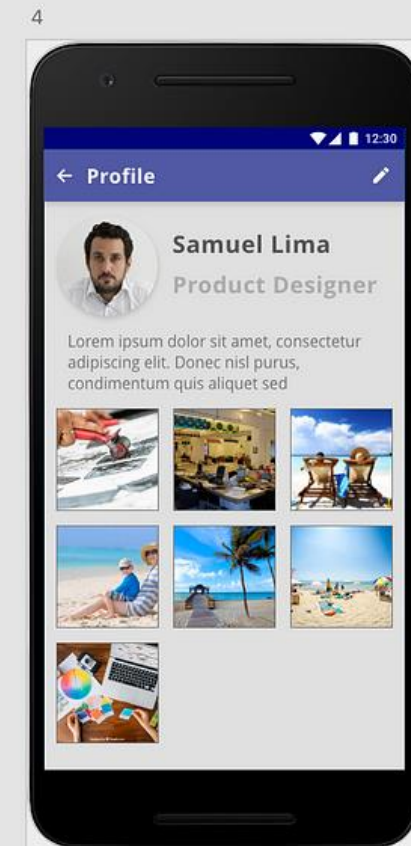 4
12:30
Profile
Samuel Lima
Product Designer
Lorem ipsum dolor sit amet, consectetur
adipiscing elit. Donec nisl purus,
condimentum quis aliquet sed